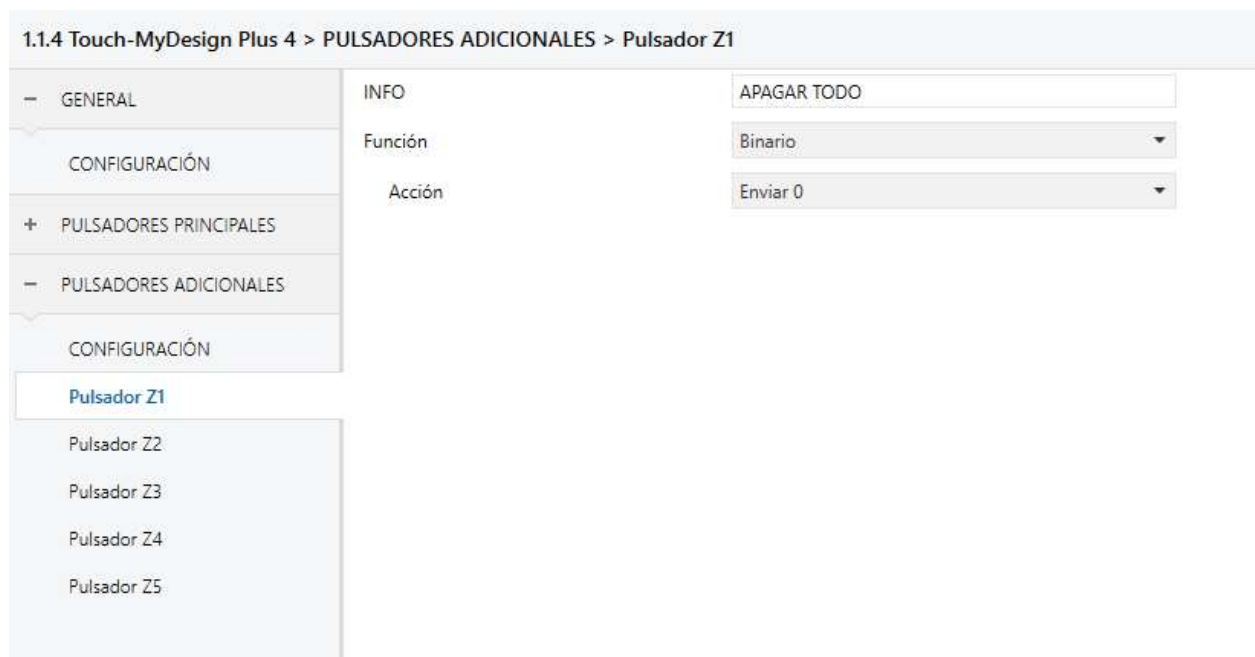 1.1.4 Touch-MyDesign Plus 4 > PULSADORES ADICIONALES > Pulsador Z1
− GENERAL
CONFIGURACIÓN
+ PULSADORES PRINCIPALES
− PULSADORES ADICIONALES
CONFIGURACIÓN
Pulsador Z1
Pulsador Z2
Pulsador Z3
Pulsador Z4
Pulsador Z5
INFO APAGAR TODO
Función Binario
Acción Enviar 0